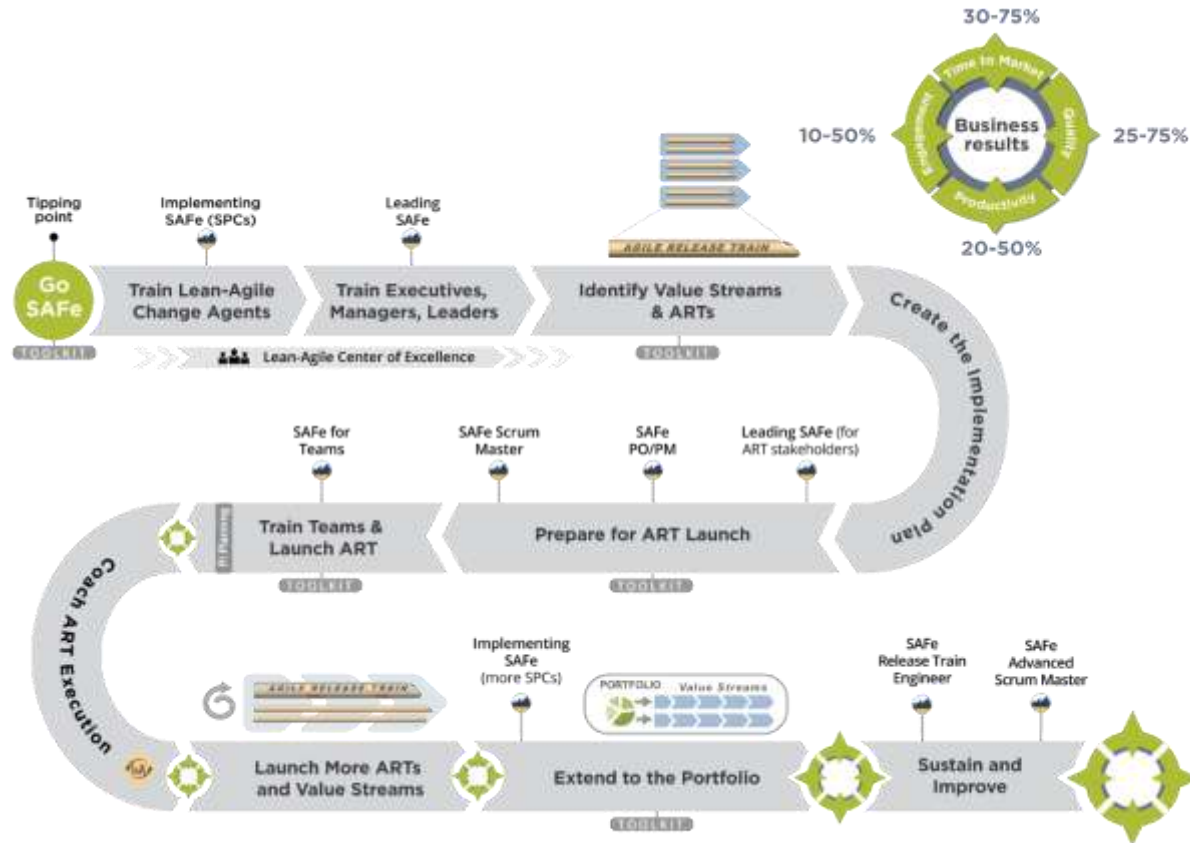 30-75%
Time to Market
Engagement
Quality
10-50%
Business
results
25-75%
Productivity
20-50%
Tipping
point
Implementing
SAFe (SPCs)
Leading
SAFe
AGILE RELEASE TRAIN
Go
SAFe
Train Lean-Agile
Change Agents
Train Executives,
Managers, Leaders
Identify Value Streams
& ARTs
Create the Implementation Plan
TOOLKIT
Lean-Agile Center of Excellence
TOOLKIT
SAFe for
Teams
SAFe Scrum
Master
SAFe
PO/PM
Leading SAFe (for
ART stakeholders)
PI Planning
Train Teams &
Launch ART
Prepare for ART Launch
TOOLKIT
TOOLKIT
Coach ART Execution
AGILE RELEASE TRAIN
Implementing
SAFe
(more SPCs)
PORTFOLIO
Value Streams
SAFe
Release Train
Engineer
SAFe
Advanced
Scrum Master
Launch More ARTs
and Value Streams
Extend to the Portfolio
Sustain and
Improve
TOOLKIT